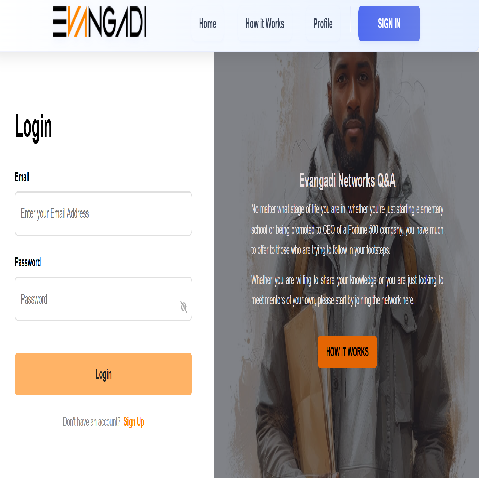 EVANGADI
Home
How it Works
Profile
SIGN IN
Login
Email
Enter your Email Address
Password
Password
Login
Don't have an account? Sign Up
Evangadi Networks Q&A
No matter what stage of life you are in, whether you're just starting elementary
school or being promoted to CEO of a Fortune 500 company, you have much
to offer to those who are trying to follow in your footsteps.
Whether you are willing to share your knowledge or you are just looking to
meet mentors of your own, please start by joining the network here.
HOW IT WORKS